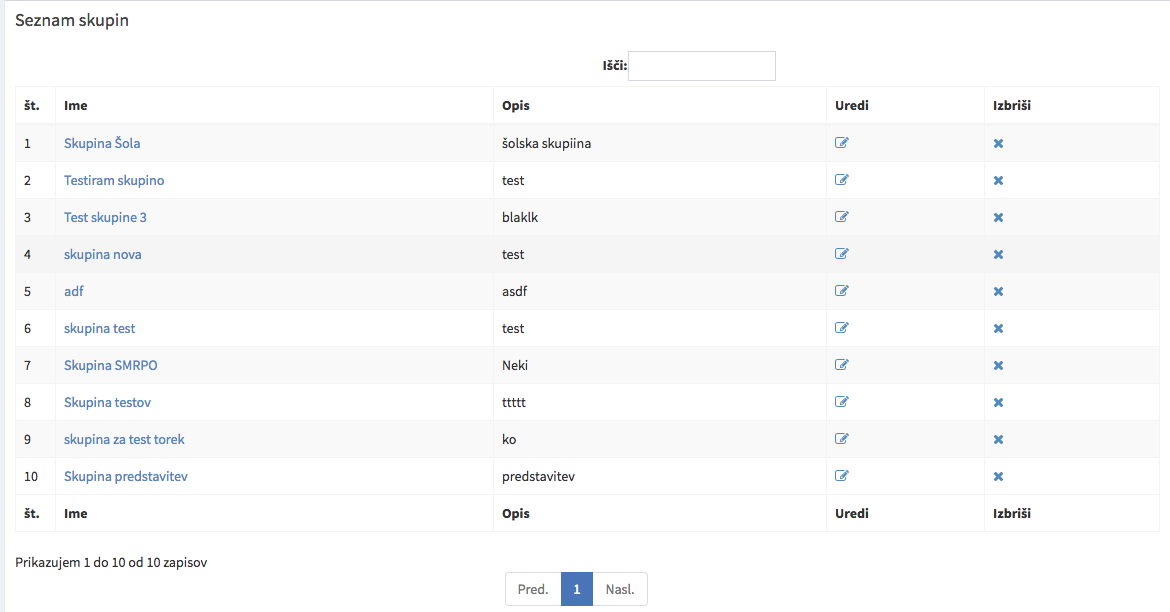 Seznam skupin
Išči:
št. Ime Opis Uredi Izbriši
1 Skupina Šola šolska skupiina
2 Testiram skupino test
3 Test skupine 3 blaklk
4 skupina nova test
5 adf asdf
6 skupina test test
7 Skupina SMRPO Neki
8 Skupina testov ttttt
9 skupina za test torek ko
10 Skupina predstavitev predstavitev
št. Ime Opis Uredi Izbriši
Prikazujem 1 do 10 od 10 zapisov
Pred. 1 Nasl.